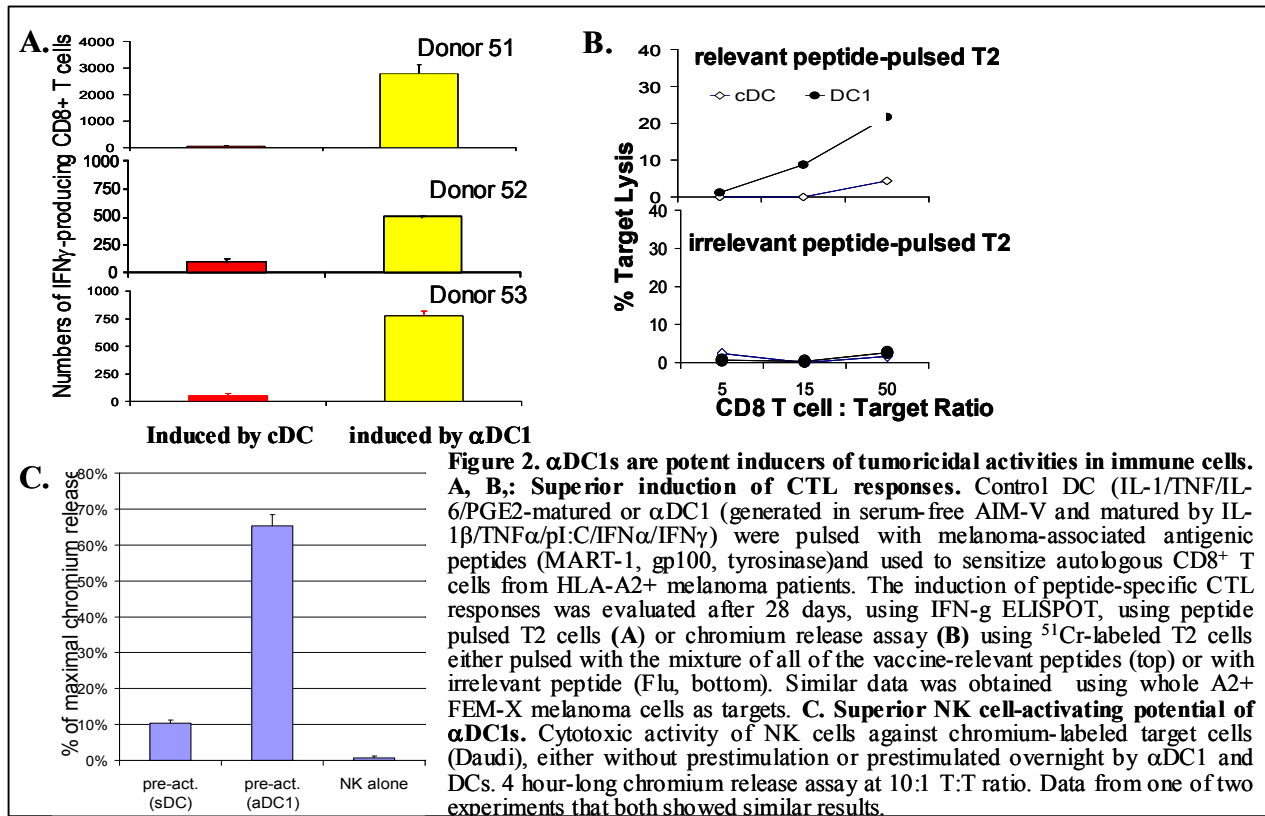 A.
Numbers of IFNγ-producing CD8+ T cells
4000
3000
2000
1000
0
Donor 51
1000
750
500
250
0
Donor 52
1000
750
500
250
0
Donor 53
Induced by cDC
induced by αDC1
B.
% Target Lysis
40
30
20
10
0
relevant peptide-pulsed T2
cDC
DC1
40
30
20
10
0
irrelevant peptide-pulsed T2
5
15
50
CD8 T cell : Target Ratio
C.
% of maximal chromium release
80%
70%
60%
50%
40%
30%
20%
10%
0%
pre-act.
(sDC)
pre-act.
(aDC1)
NK alone
Figure 2. αDC1s are potent inducers of tumoricidal activities in immune cells.
A, B,: Superior induction of CTL responses. Control DC (IL-1/TNF/IL-
6/PGE2-matured or αDC1 (generated in serum-free AIM-V and matured by IL-
1β/TNFα/pI:C/IFNα/IFNγ) were pulsed with melanoma-associated antigenic
peptides (MART-1, gp100, tyrosinase)and used to sensitize autologous CD8⁺ T
cells from HLA-A2+ melanoma patients. The induction of peptide-specific CTL
responses was evaluated after 28 days, using IFN-g ELISPOT, using peptide
pulsed T2 cells (A) or chromium release assay (B) using ⁵¹Cr-labeled T2 cells
either pulsed with the mixture of all of the vaccine-relevant peptides (top) or with
irrelevant peptide (Flu, bottom). Similar data was obtained using whole A2+
FEM-X melanoma cells as targets. C. Superior NK cell-activating potential of
αDC1s. Cytotoxic activity of NK cells against chromium-labeled target cells
(Daudi), either without prestimulation or prestimulated overnight by αDC1 and
DCs. 4 hour-long chromium release assay at 10:1 T:T ratio. Data from one of two
experiments that both showed similar results.